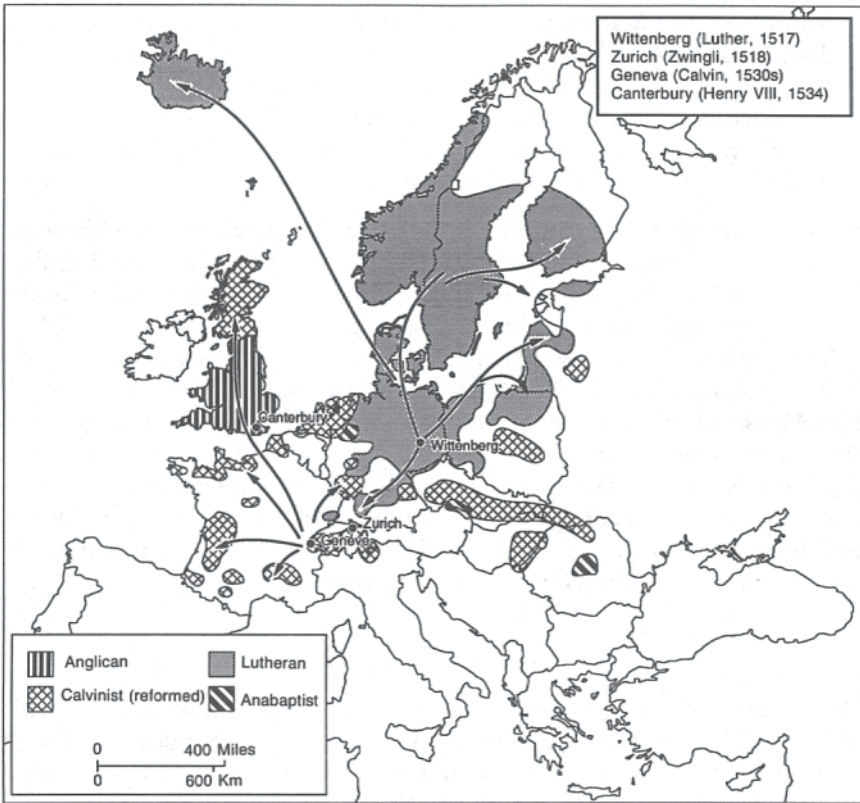 Wittenberg (Luther, 1517)
Zurich (Zwingli, 1518)
Geneva (Calvin, 1530s)
Canterbury (Henry VIII, 1534)
Canterbury
Wittenberg
Zurich
Geneve
Anglican
Lutheran
Calvinist (reformed)
Anabaptist
0 400 Miles
0 600 Km